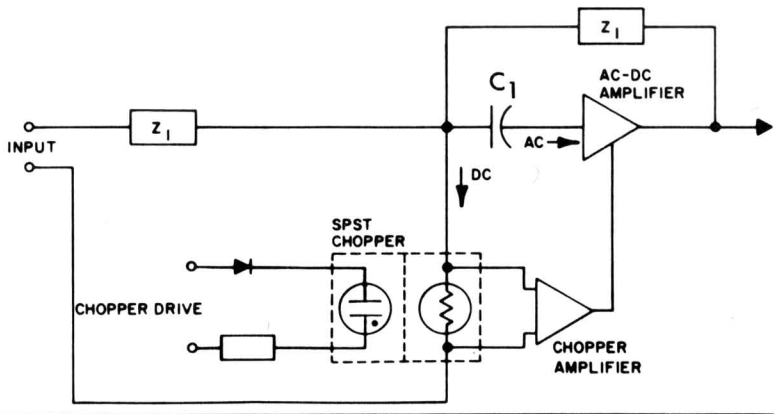 Z1
C1
AC-DC
AMPLIFIER
Z1
INPUT
AC
DC
SPST
CHOPPER
CHOPPER DRIVE
CHOPPER
AMPLIFIER